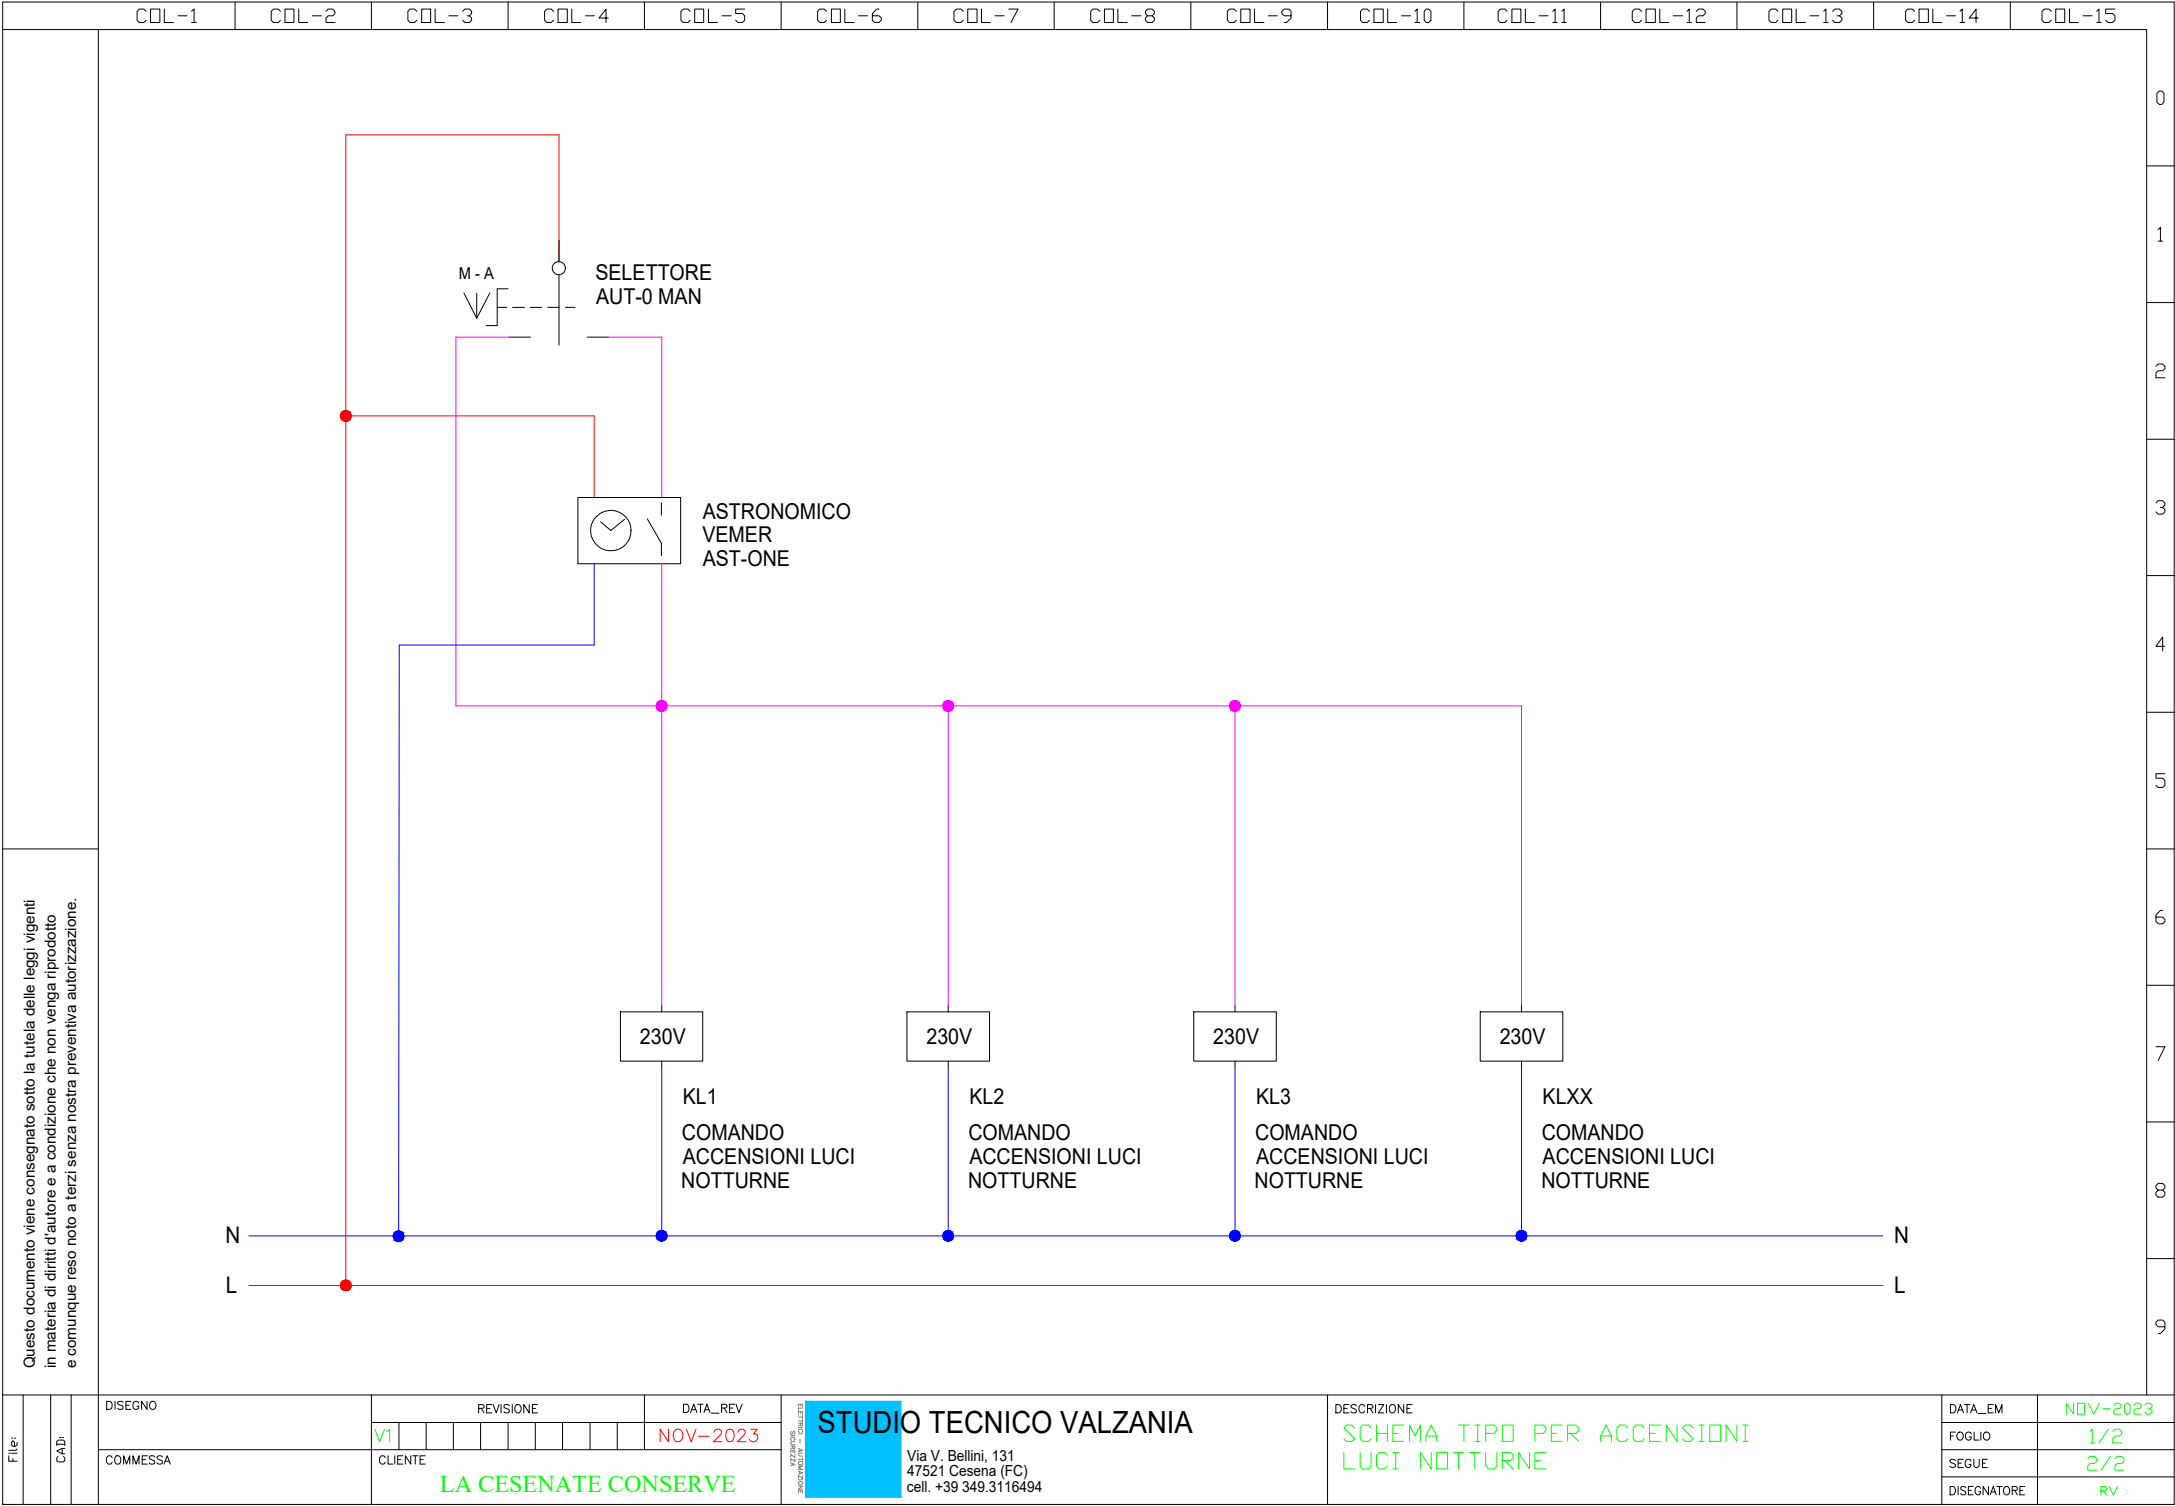 COL-1 COL-2 COL-3 COL-4 COL-5 COL-6 COL-7 COL-8 COL-9 COL-10 COL-11 COL-12 COL-13 COL-14 COL-15
0
1
2
3
4
5
6
7
8
9
M - A
SELETTORE
AUT-0 MAN
ASTRONOMICO
VEMER
AST-ONE
230V
KL1
COMANDO
ACCENSIONI LUCI
NOTTURNE
230V
KL2
COMANDO
ACCENSIONI LUCI
NOTTURNE
230V
KL3
COMANDO
ACCENSIONI LUCI
NOTTURNE
230V
KLXX
COMANDO
ACCENSIONI LUCI
NOTTURNE
N N
L L
Questo documento viene consegnato sotto la tutela delle leggi vigenti
in materia di diritti d'autore e a condizione che non venga riprodotto
e comunque reso noto a terzi senza nostra preventiva autorizzazione.
File:
CAD:
DISEGNO
COMMESSA
REVISIONE
V1
DATA_REV
NOV-2023
CLIENTE
LA CESENATE CONSERVE
ELETTRICI - AUTOMAZIONE
SICUREZZA
STUDIO TECNICO VALZANIA
Via V. Bellini, 131
47521 Cesena (FC)
cell. +39 349.3116494
DESCRIZIONE
SCHEMA TIPO PER ACCENSIONI
LUCI NOTTURNE
DATA_EM NOV-2023
FOGLIO 1/2
SEGUE 2/2
DISEGNATORE RV